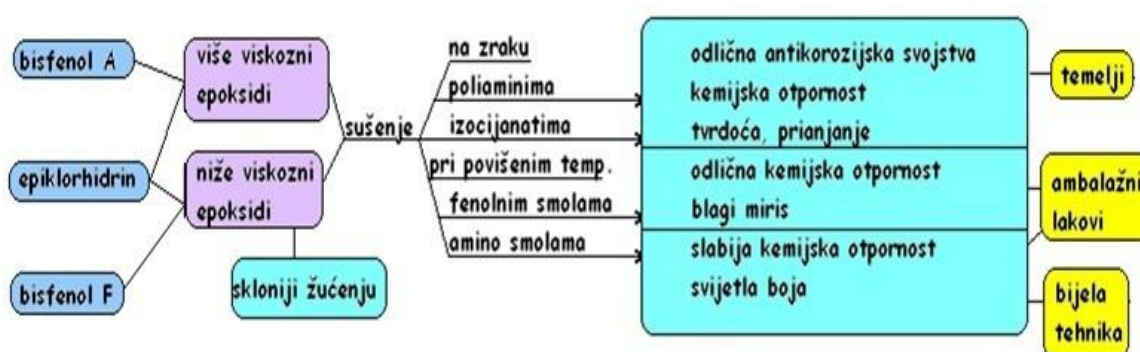 bisfenol A
epiklorhidrin
bisfenol F
više viskozni
epoksidi
niže viskozni
epoksidi
skloniji žućenju
sušenje
na zraku
poliaminima
izocijanatima
pri povišenim temp.
fenolnim smolama
amino smolama
odlična antikorozijska svojstva
kemijska otpornost
tvrdoća, prianjanje
odlična kemijska otpornost
blagi miris
slabija kemijska otpornost
svijetla boja
temelji
ambalažni
lakovi
bijela
tehnika